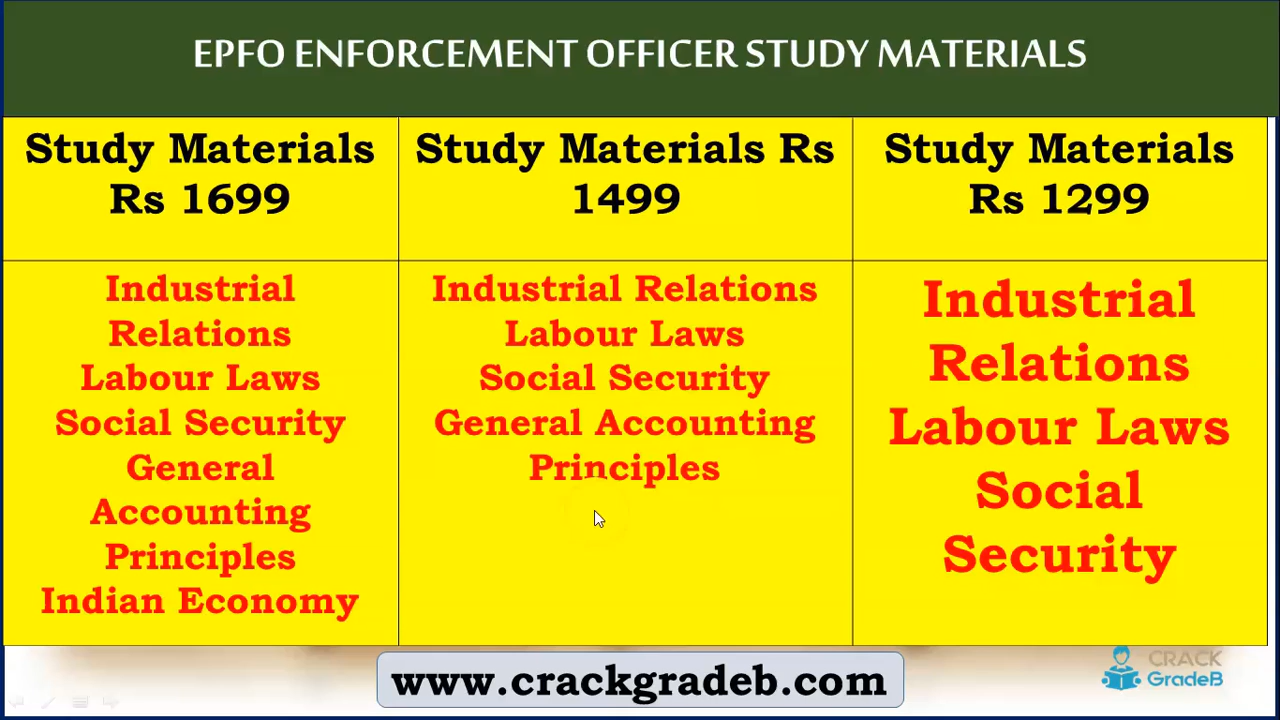 EPFO ENFORCEMENT OFFICER STUDY MATERIALS
Study Materials
Rs 1699
Study Materials Rs
1499
Study Materials
Rs 1299
Industrial
Relations
Labour Laws
Social Security
General
Accounting
Principles
Indian Economy
Industrial Relations
Labour Laws
Social Security
General Accounting
Principles
Industrial
Relations
Labour Laws
Social
Security
www.crackgradeb.com
CRACK
GradeB